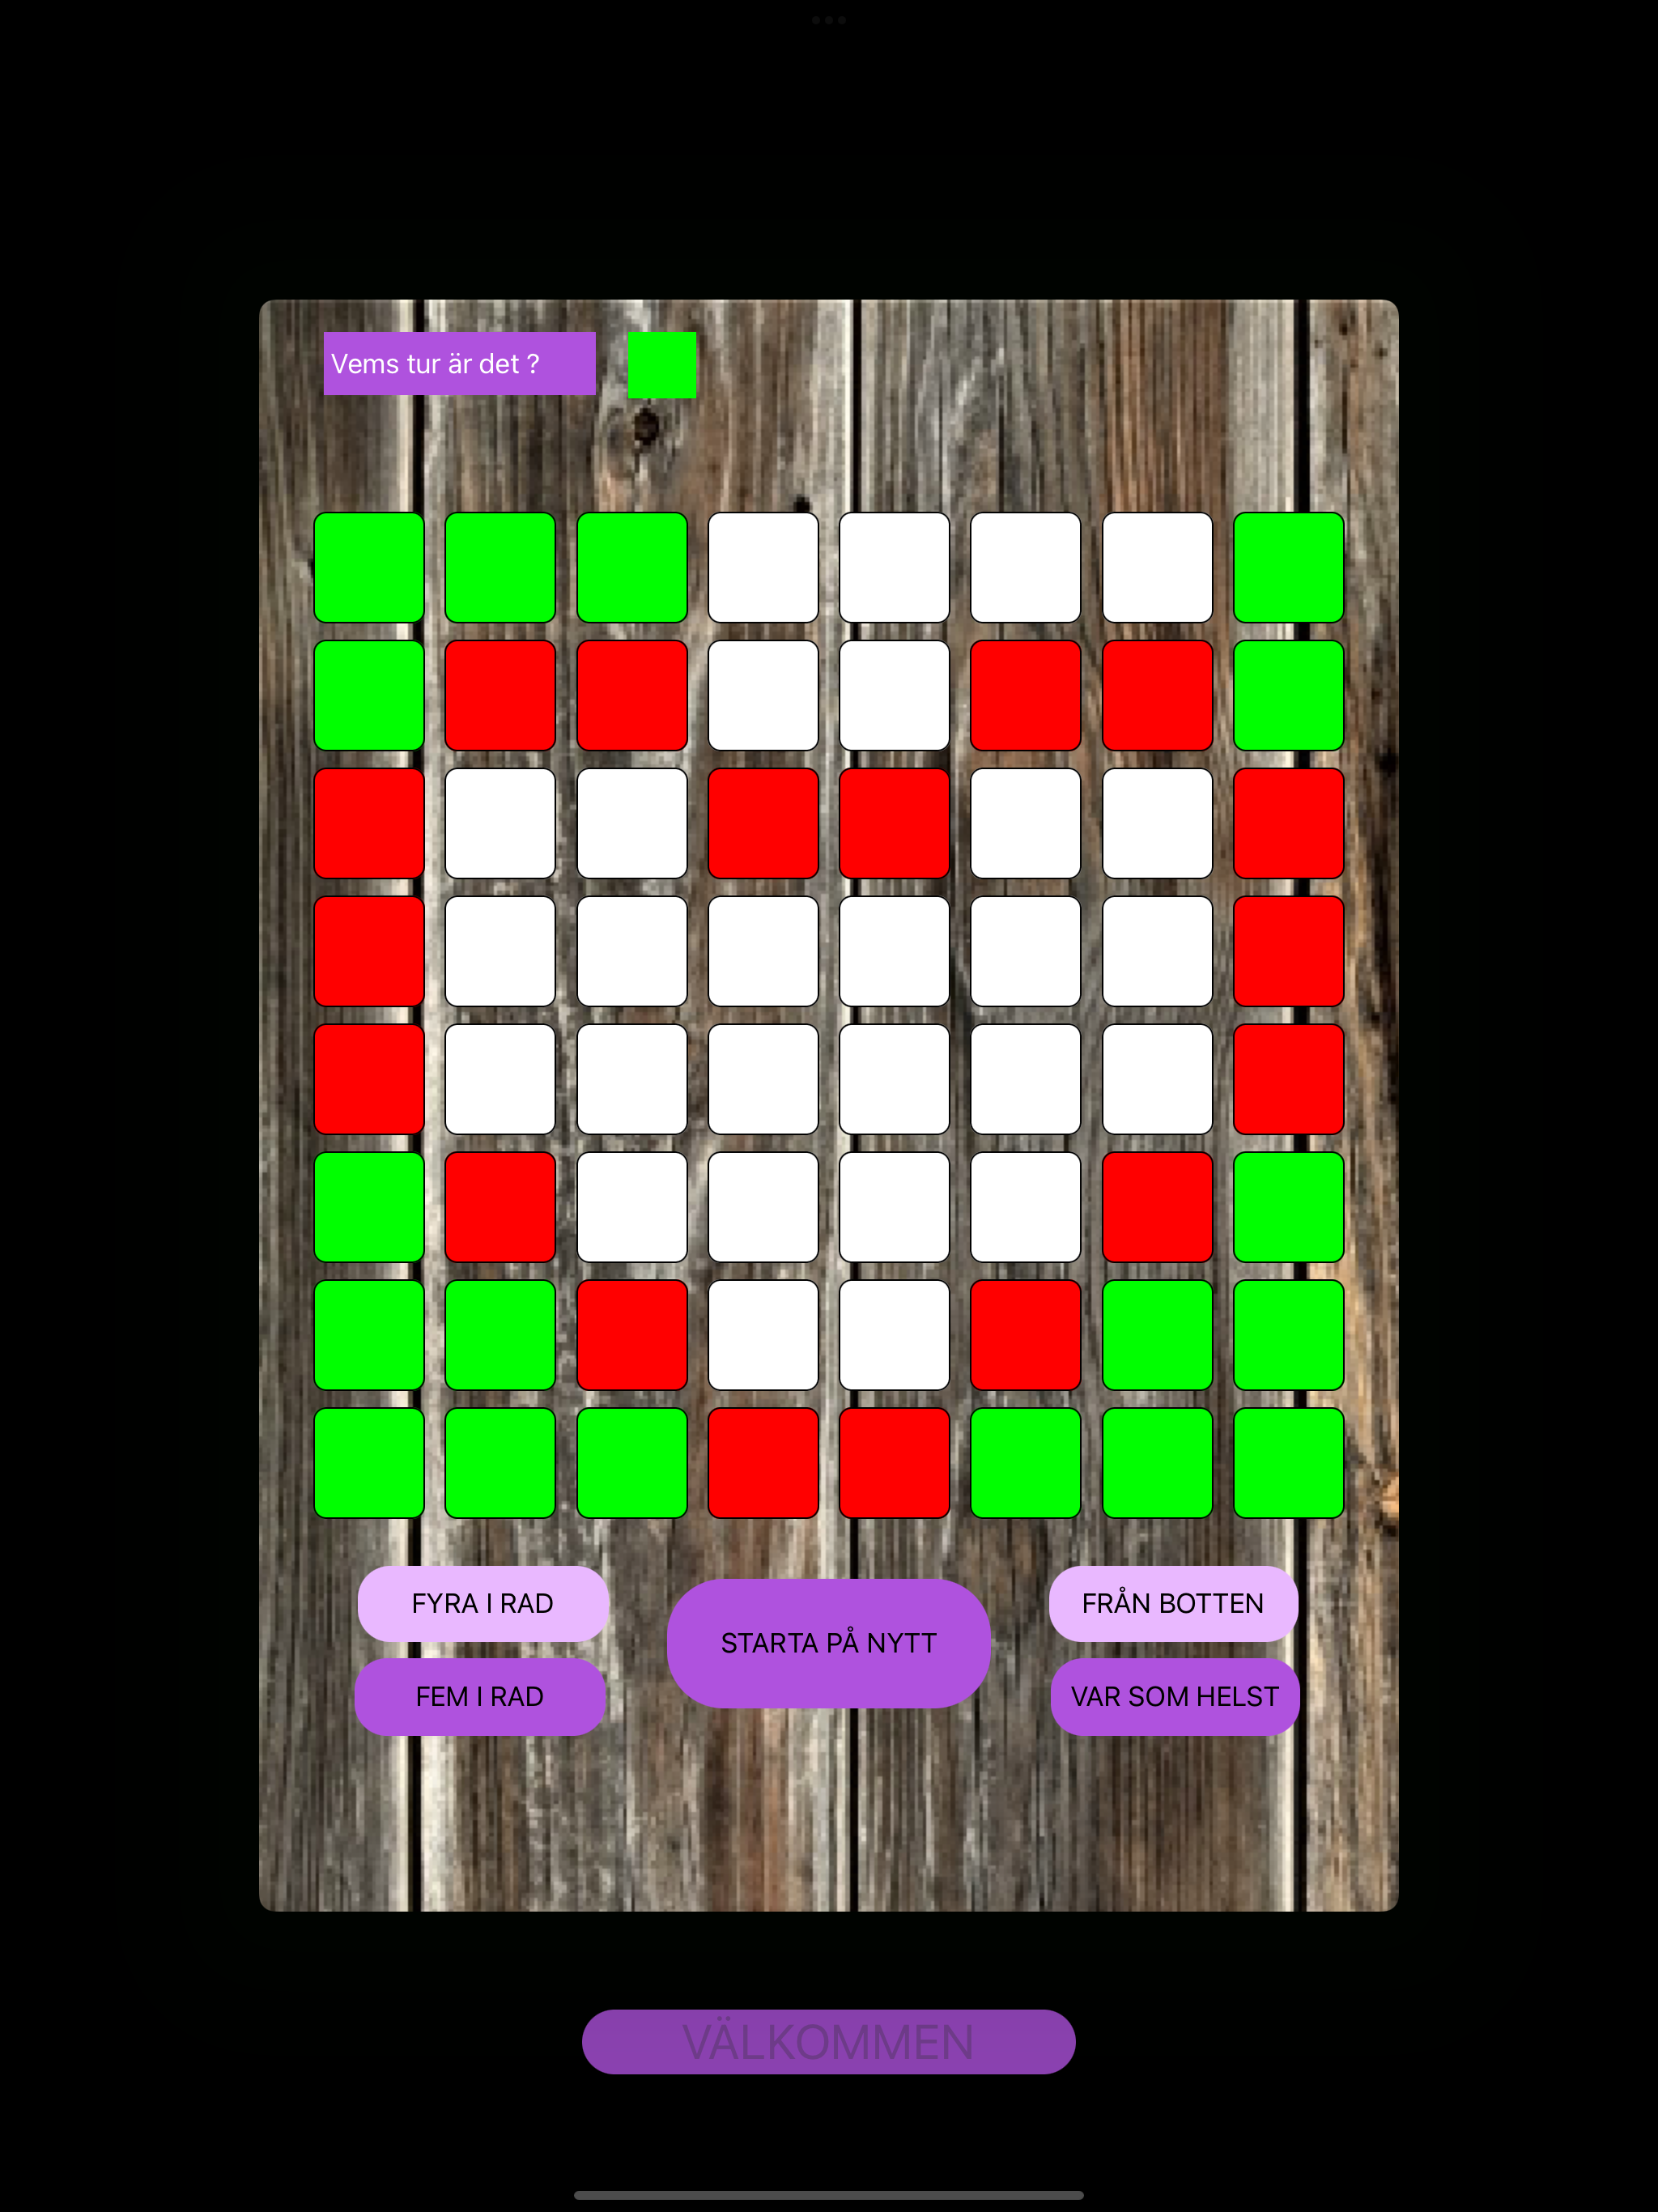 Vems tur är det ?
FYRA I RAD
FRÅN BOTTEN
STARTA PÅ NYTT
FEM I RAD
VAR SOM HELST
VÄLKOMMEN